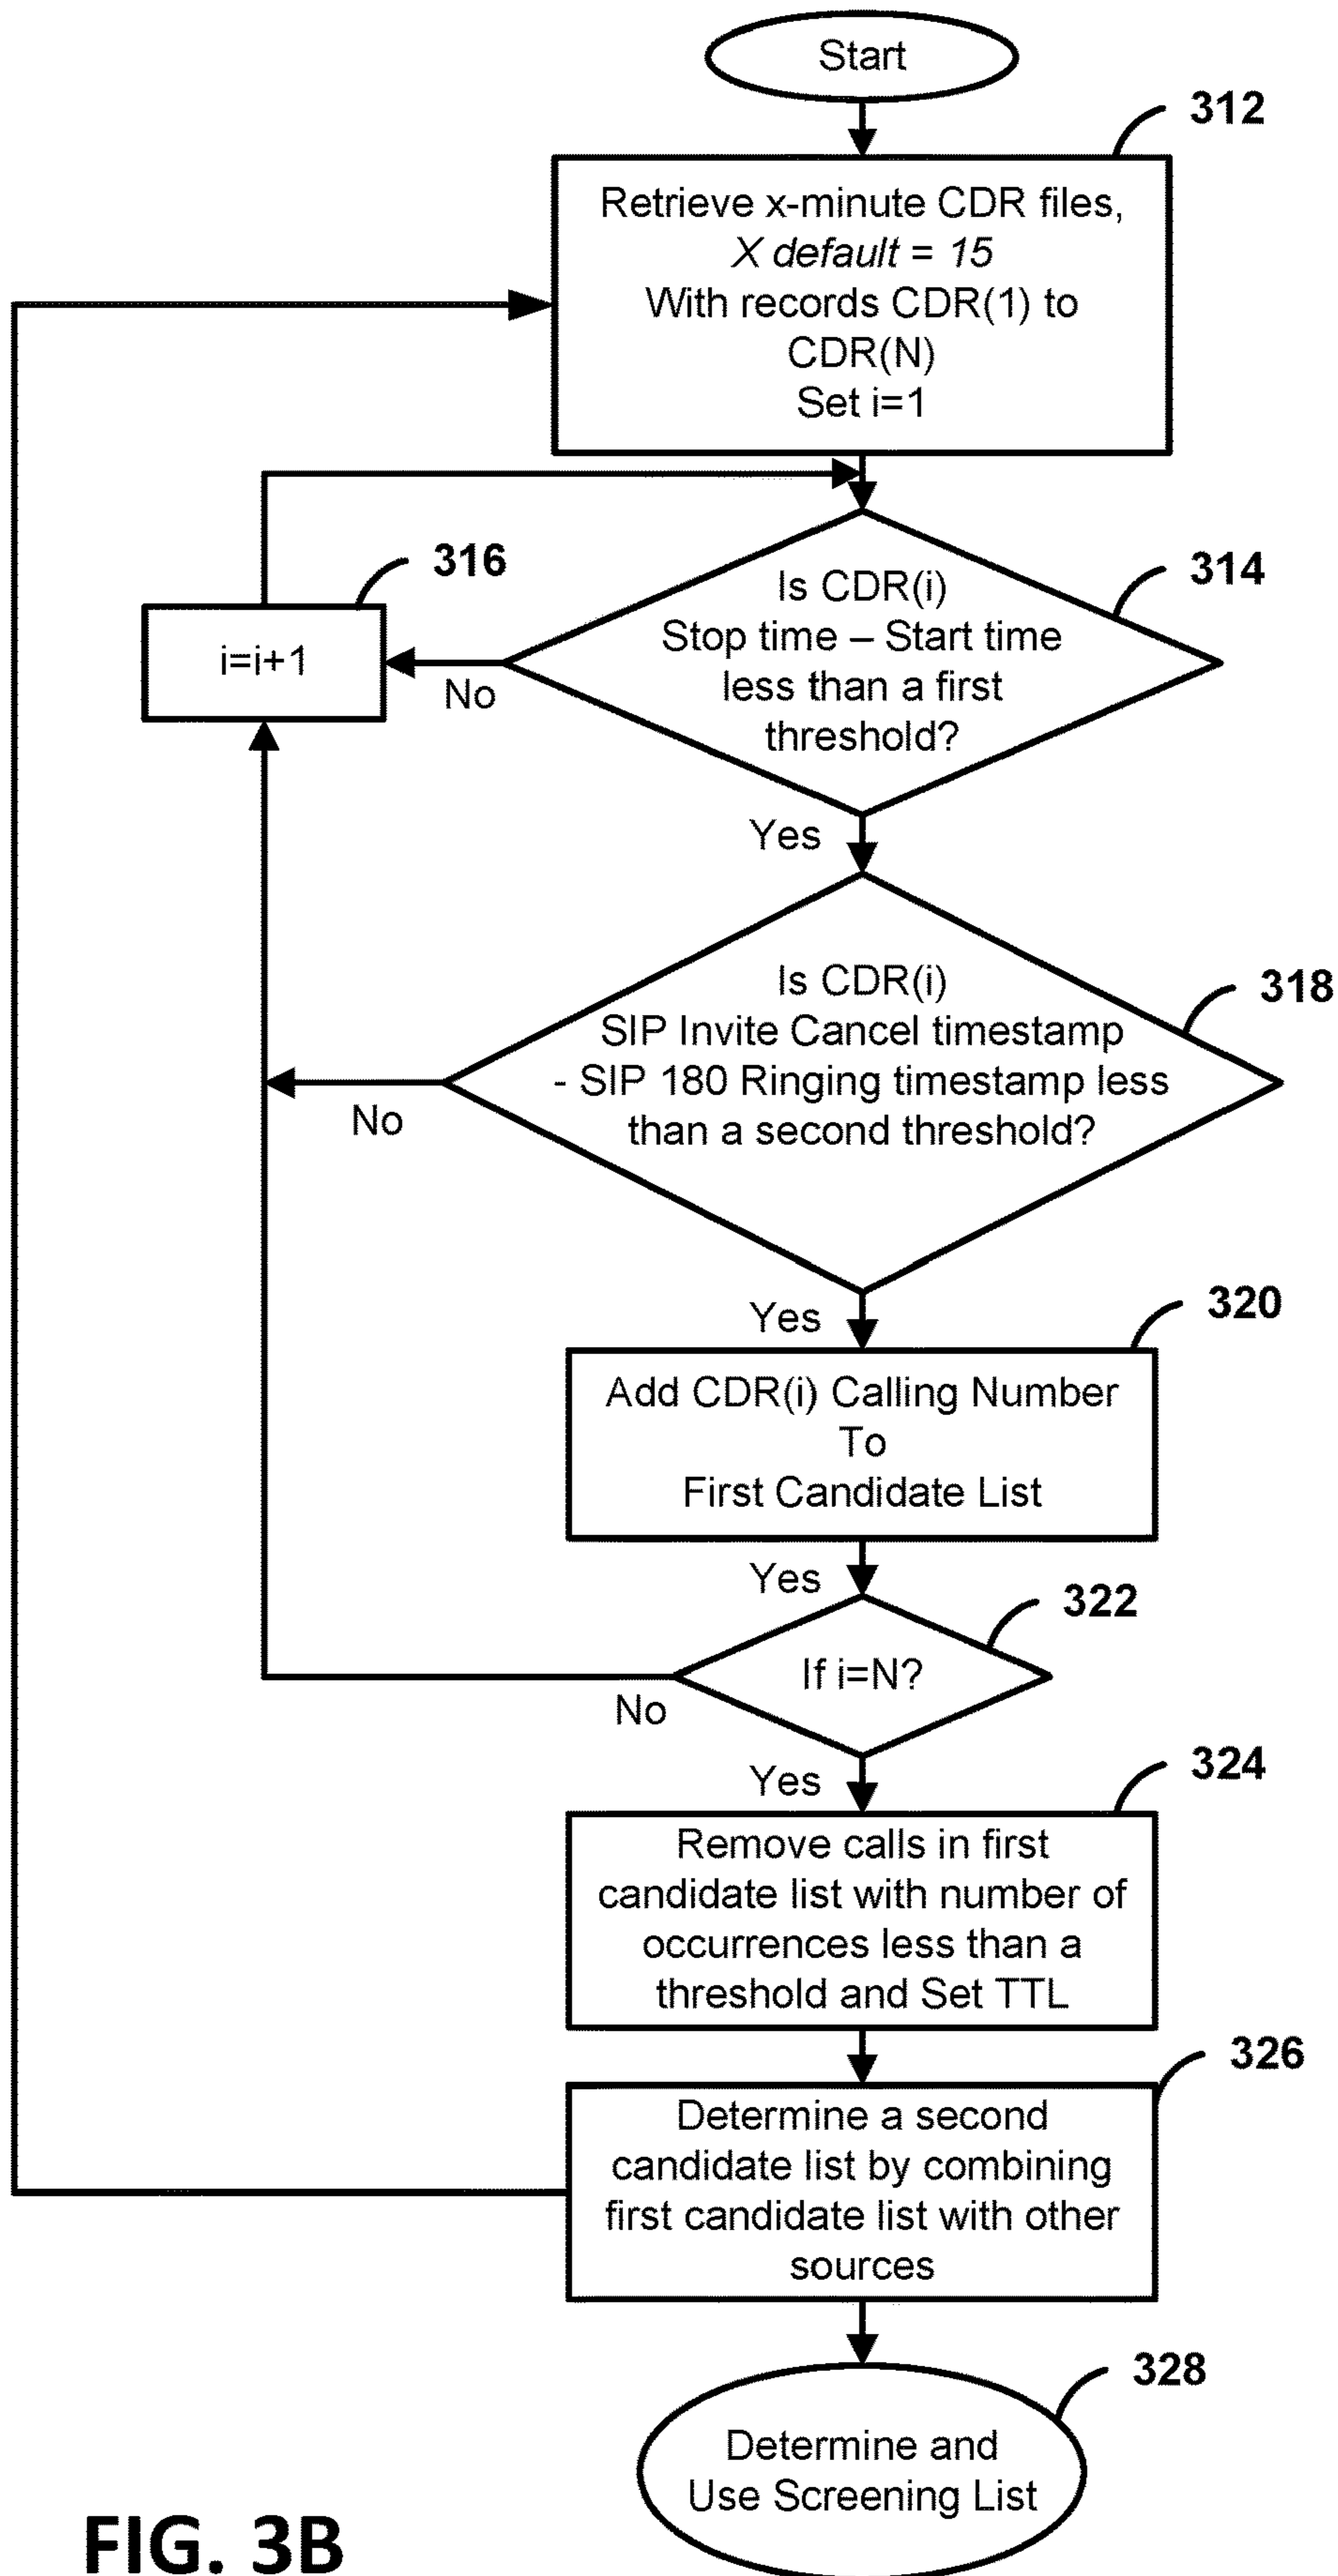 Start
312
Retrieve x-minute CDR files,
X default = 15
With records CDR(1) to
CDR(N)
Set i=1
316
i=i+1
314
Is CDR(i)
Stop time – Start time
less than a first
threshold?
No
Yes
318
Is CDR(i)
SIP Invite Cancel timestamp
- SIP 180 Ringing timestamp less
than a second threshold?
No
Yes
320
Add CDR(i) Calling Number
To
First Candidate List
Yes
322
If i=N?
No
Yes
324
Remove calls in first
candidate list with number of
occurrences less than a
threshold and Set TTL
326
Determine a second
candidate list by combining
first candidate list with other
sources
328
Determine and
Use Screening List
FIG. 3B